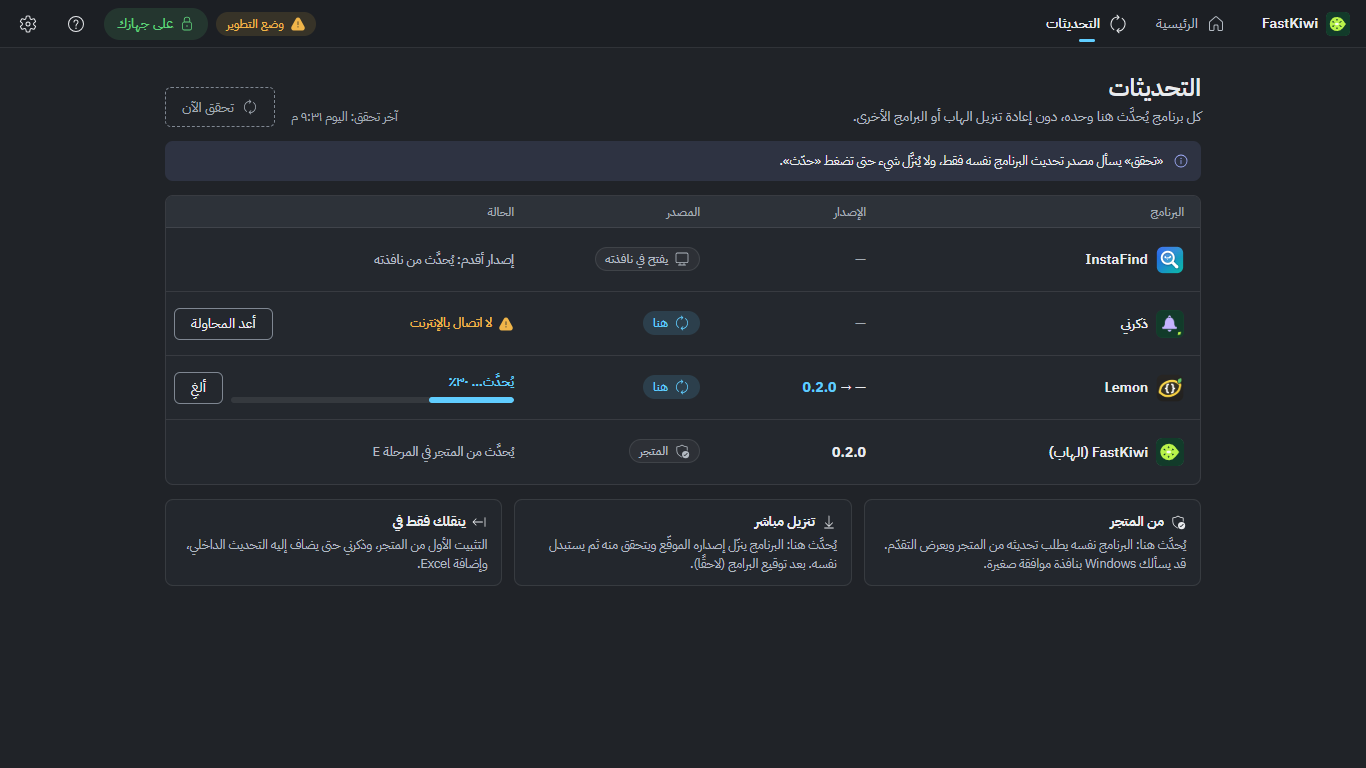 FastKiwi
الرئيسية
التحديثات
وضع التطوير
على جهازك
التحديثات
كل برنامج يُحدَّث هنا وحده، دون إعادة تنزيل الهاب أو البرامج الأخرى.
آخر تحقق: اليوم ٩:٣١ م
تحقق الآن
«تحقق» يسأل مصدر تحديث البرنامج نفسه فقط، ولا يُنزَّل شيء حتى تضغط «حدّث».
البرنامج الإصدار المصدر الحالة
InstaFind — يفتح في نافذته إصدار أقدم: يُحدَّث من نافذته
ذكرني — هنا لا اتصال بالإنترنت أعد المحاولة
Lemon — → 0.2.0 هنا يُحدَّث… ٣٠٪ ألغِ
FastKiwi (الهاب) 0.2.0 المتجر يُحدَّث من المتجر في المرحلة E
من المتجر
يُحدَّث هنا: البرنامج نفسه يطلب تحديثه من المتجر ويعرض التقدّم.
قد يسألك Windows بنافذة موافقة صغيرة.
تنزيل مباشر
يُحدَّث هنا: البرنامج ينزّل إصداره الموقّع ويتحقق منه ثم يستبدل
نفسه. بعد توقيع البرامج (لاحقًا).
ينقلك فقط في
التثبيت الأول من المتجر، وذكرني حتى يضاف إليه التحديث الداخلي،
وإضافة Excel.